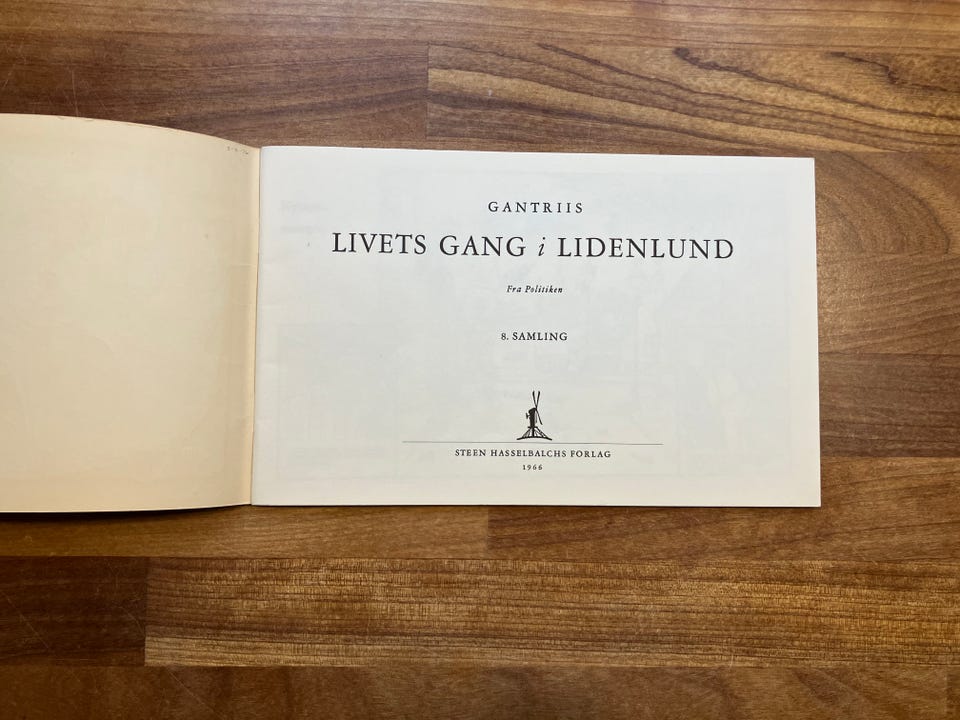 GANTRIIS
LIVETS GANG i LIDENLUND
Fra Politiken
8. SAMLING
STEEN HASSELBALCHS FORLAG
1966